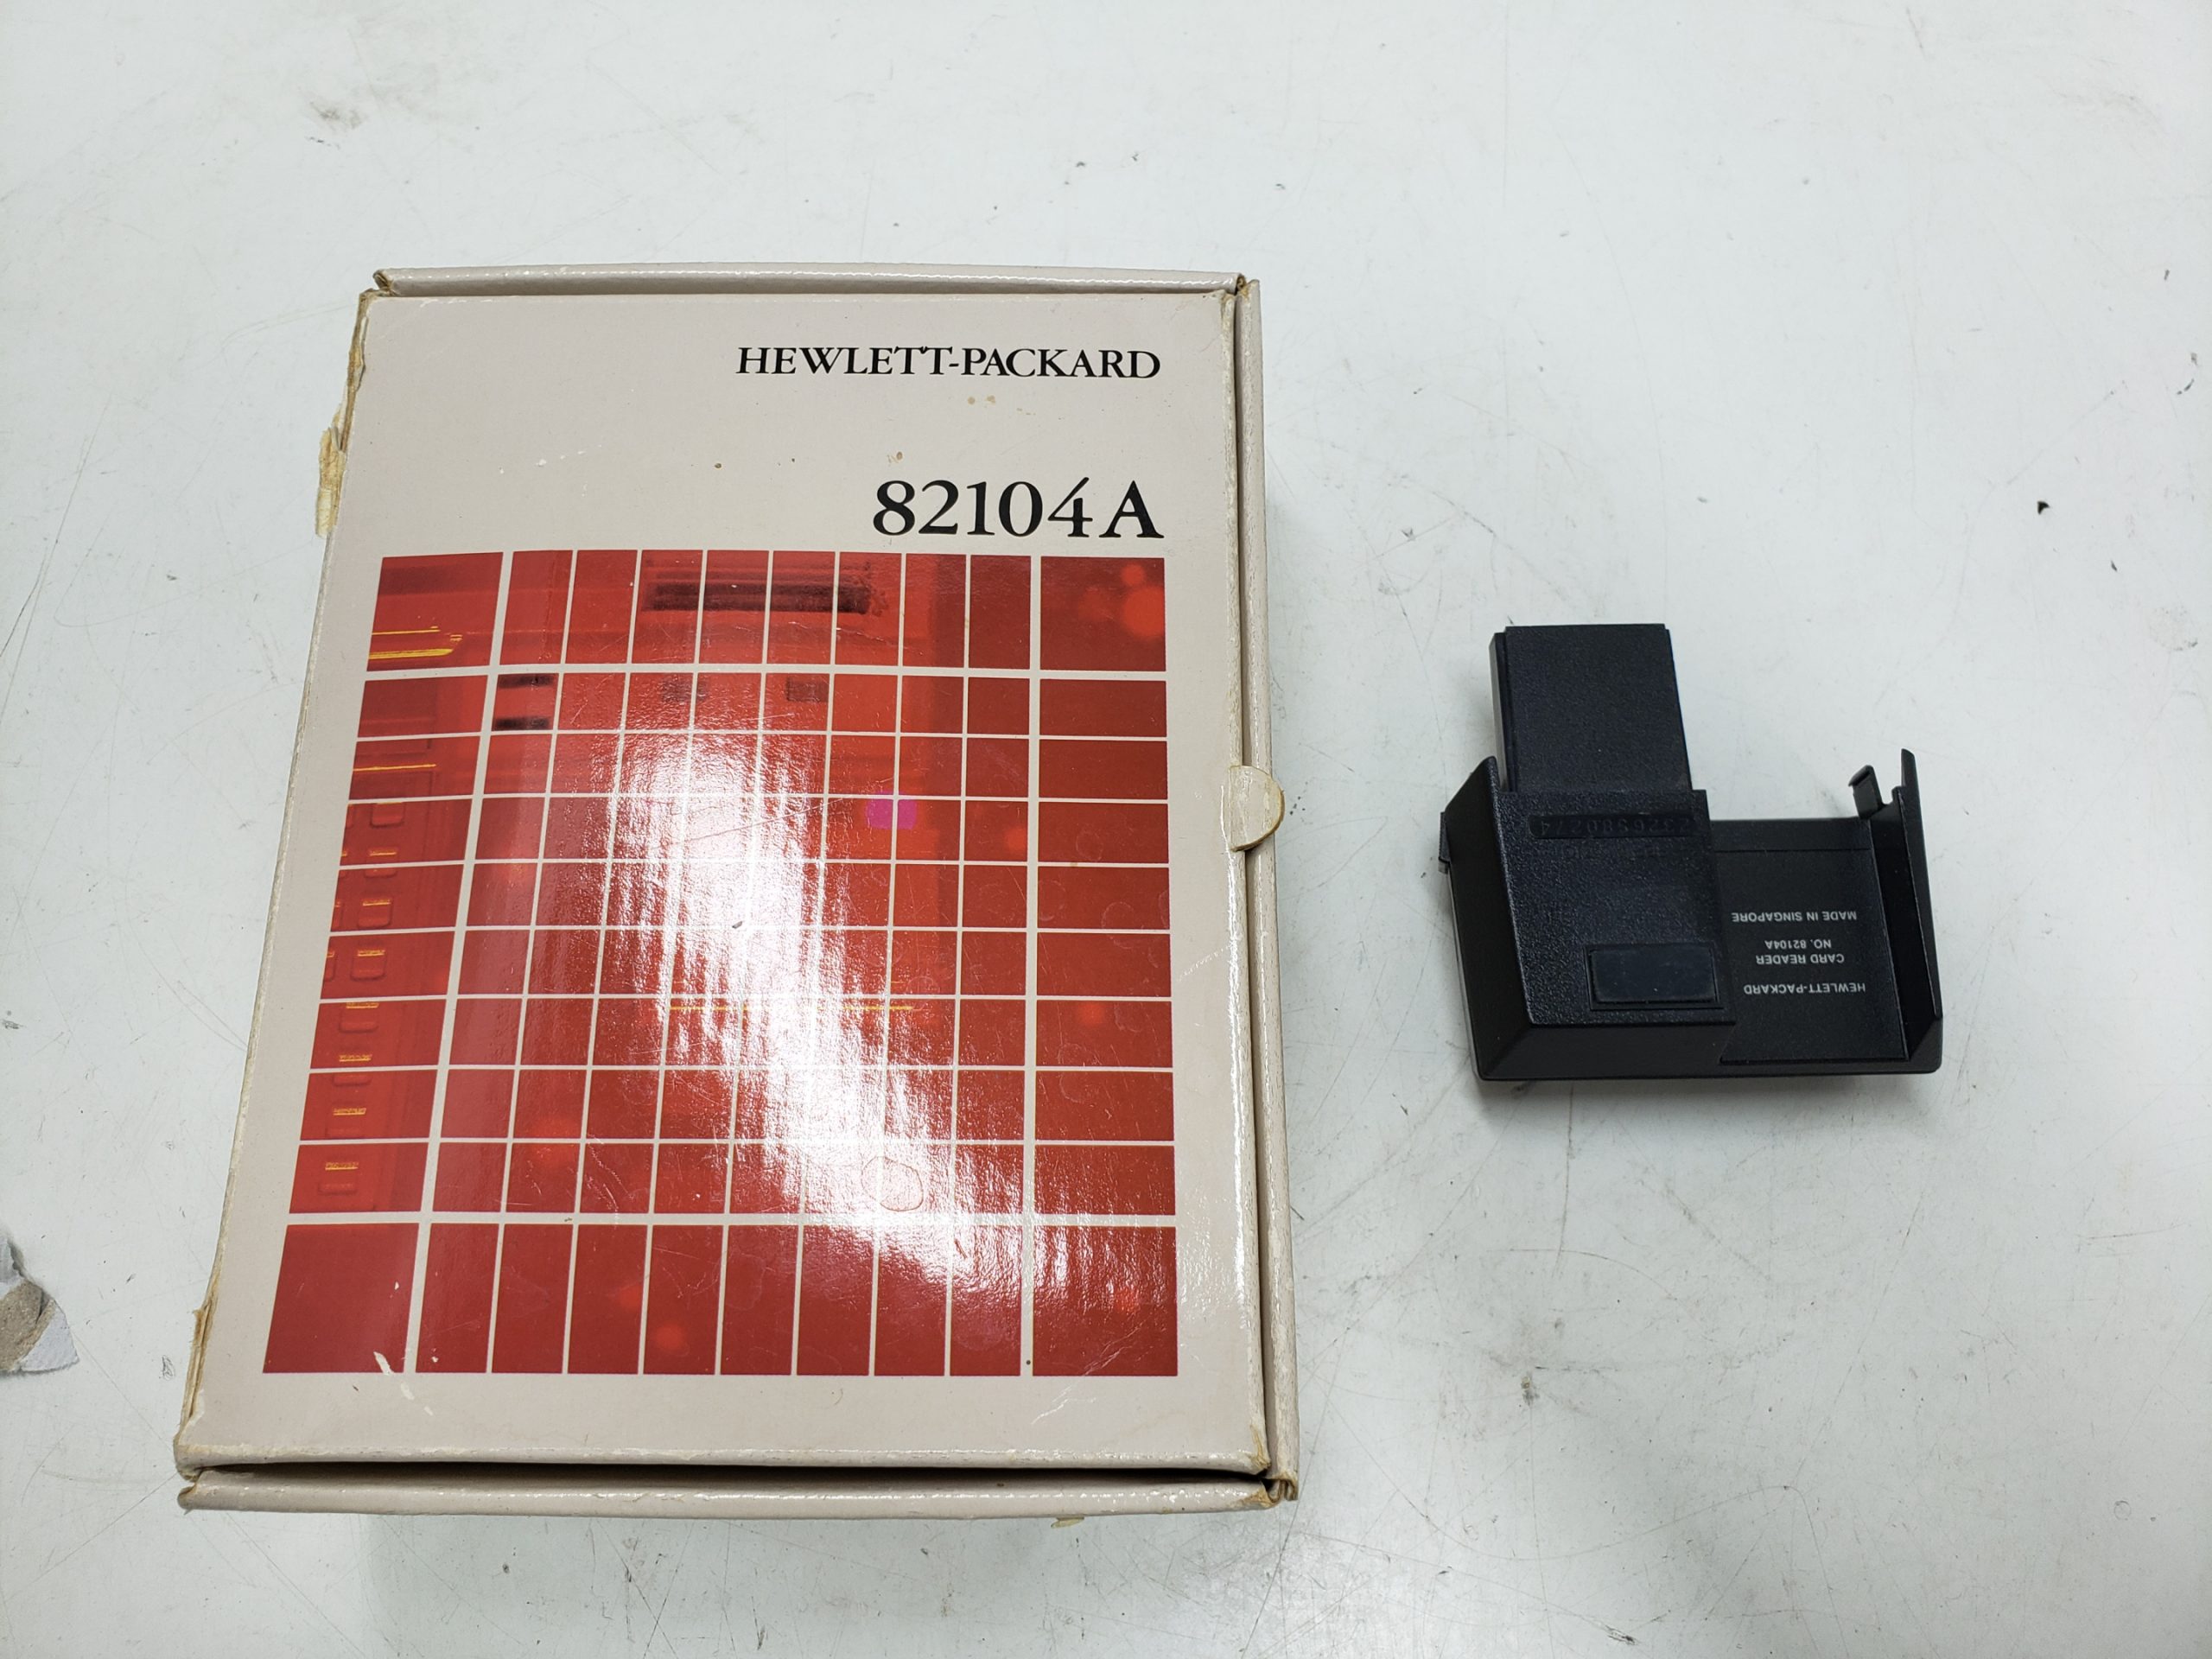 HEWLETT-PACKARD
82104A
HEWLETT-PACKARD
CARD READER
NO. 82104A
MADE IN SINGAPORE